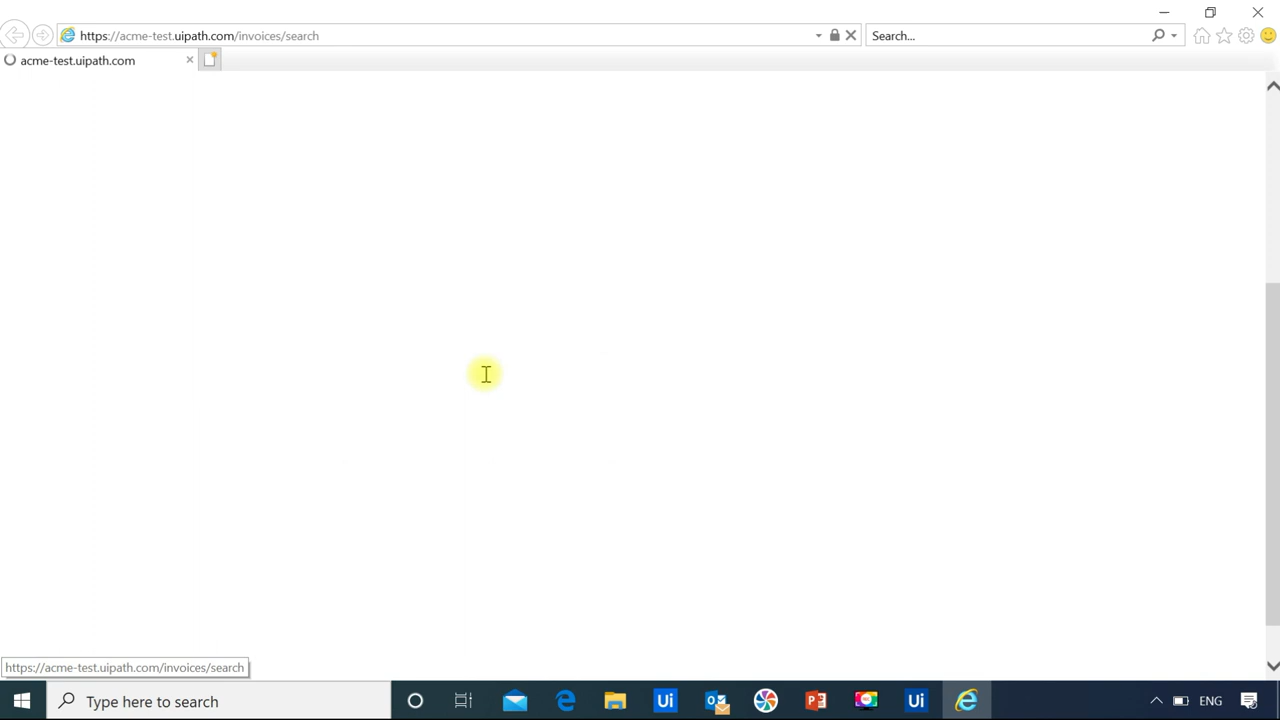 https://acme-test.uipath.com/invoices/search
Search...
acme-test.uipath.com
https://acme-test.uipath.com/invoices/search
Type here to search
Ui
Ui
ENG